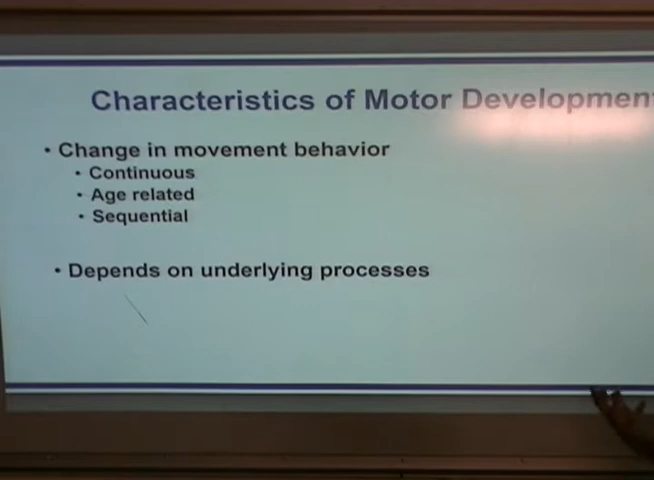 Characteristics of Motor Developmen
• Change in movement behavior
• Continuous
• Age related
• Sequential
• Depends on underlying processes